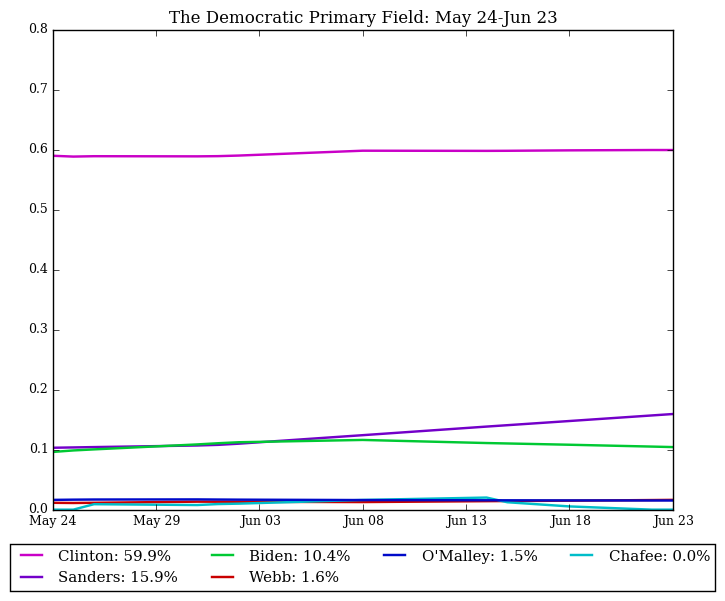 The Democratic Primary Field: May 24-Jun 23
0.8
0.7
0.6
0.5
0.4
0.3
0.2
0.1
0.0
May 24 May 29 Jun 03 Jun 08 Jun 13 Jun 18 Jun 23
Clinton: 59.9% Biden: 10.4% O'Malley: 1.5% Chafee: 0.0%
Sanders: 15.9% Webb: 1.6%